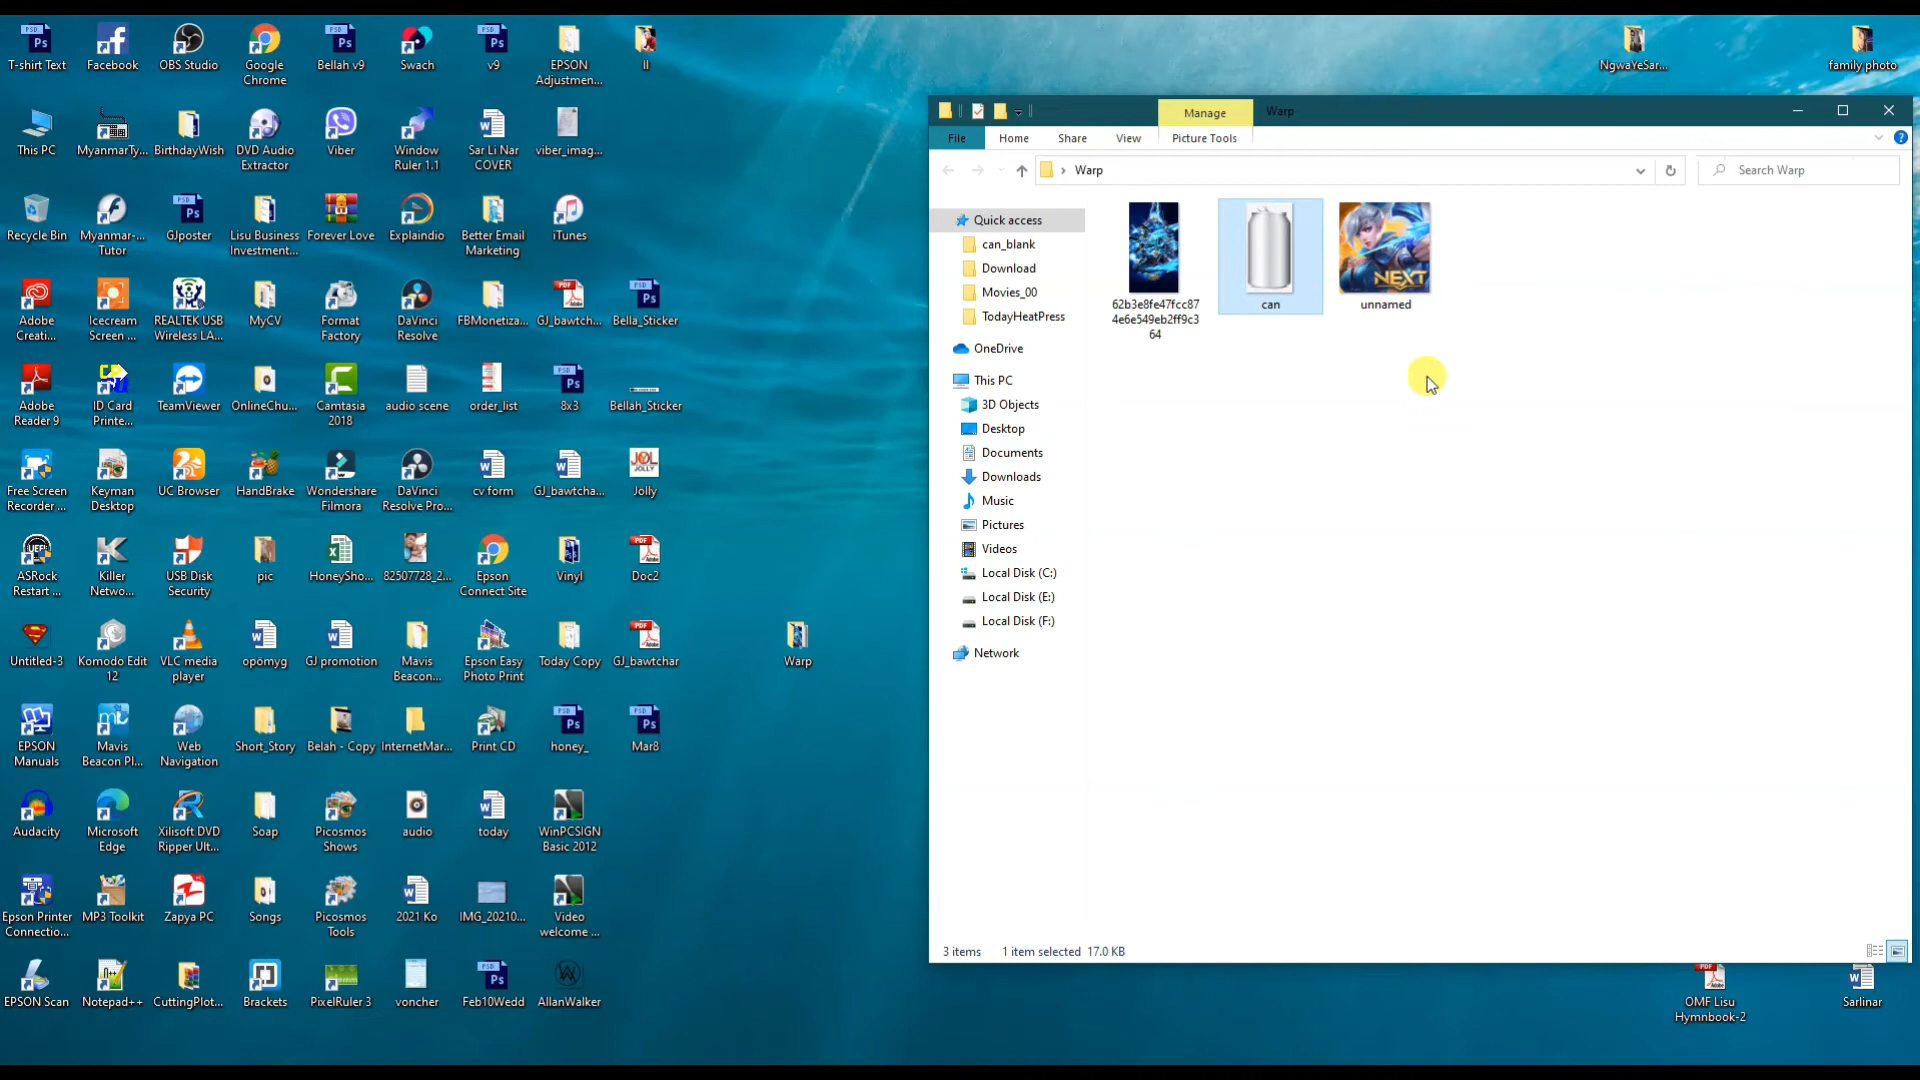 T-shirt Text
Facebook
OBS Studio
Google
Chrome
Bellah v9
Swach
v9
EPSON
Adjustmen...
II
NgwaYeSar...
family photo
This PC
MyanmarTy...
BirthdayWish
DVD Audio
Extractor
Viber
Window
Ruler 1.1
Sar Li Nar
COVER
viber_imag...
Recycle Bin
Myanmar-...
Tutor
GJposter
Lisu Business
Investment...
Forever Love
Explaindio
Better Email
Marketing
iTunes
Adobe
Creati...
Icecream
Screen ...
REALTEK USB
Wireless LA...
MyCV
Format
Factory
DaVinci
Resolve
FBMonetiza...
GJ_bawtch...
Bella_Sticker
Adobe
Reader 9
ID Card
Printe...
TeamViewer
OnlineChu...
Camtasia
2018
audio scene
order_list
8x3
Bellah_Sticker
Free Screen
Recorder ...
Keyman
Desktop
UC Browser
HandBrake
Wondershare
Filmora
DaVinci
Resolve Pro...
cv form
GJ_bawtcha...
Jolly
ASRock
Restart ...
Killer
Netwo...
USB Disk
Security
pic
HoneySho...
82507728_2...
Epson
Connect Site
Vinyl
Doc2
Untitled-3
Komodo Edit
12
VLC media
player
opömyg
GJ promotion
Mavis
Beacon...
Epson Easy
Photo Print
Today Copy
GJ_bawtchar
Warp
EPSON
Manuals
Mavis
Beacon Pl...
Web
Navigation
Short_Story
Belah - Copy
InternetMar...
Print CD
honey_
Mar8
Audacity
Microsoft
Edge
Xilisoft DVD
Ripper Ult...
Soap
Picosmos
Shows
audio
today
WinPCSIGN
Basic 2012
Epson Printer
Connectio...
MP3 Toolkit
Zapya PC
Songs
Picosmos
Tools
2021 Ko
IMG_20210...
Video
welcome ...
EPSON Scan
Notepad++
CuttingPlot...
Brackets
PixelRuler 3
voncher
Feb10Wedd
AllanWalker
OMF Lisu
Hymnbook-2
Sarlinar
Manage
Warp
File
Home
Share
View
Picture Tools
Warp
Search Warp
Quick access
can_blank
Download
Movies_00
TodayHeatPress
OneDrive
This PC
3D Objects
Desktop
Documents
Downloads
Music
Pictures
Videos
Local Disk (C:)
Local Disk (E:)
Local Disk (F:)
Network
62b3e8fe47fcc87
4e6e549eb2ff9c3
64
can
NEXT
unnamed
3 items
1 item selected 17.0 KB